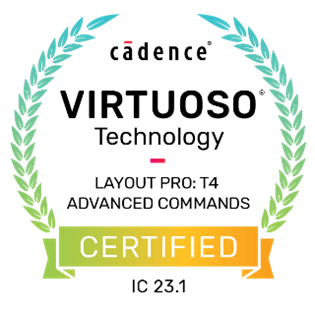 cādence®
VIRTUOSO®
Technology
LAYOUT PRO: T4
ADVANCED COMMANDS
CERTIFIED
IC 23.1